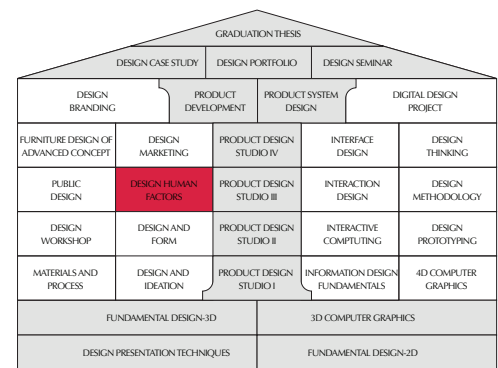 GRADUATION THESIS
DESIGN CASE STUDY DESIGN PORTFOLIO DESIGN SEMINAR
DESIGN
BRANDING
PRODUCT
DEVELOPMENT
PRODUCT SYSTEM
DESIGN
DIGITAL DESIGN
PROJECT
FURNITURE DESIGN OF
ADVANCED CONCEPT
DESIGN
MARKETING
PRODUCT DESIGN
STUDIO IV
INTERFACE
DESIGN
DESIGN
THINKING
PUBLIC
DESIGN
DESIGN HUMAN
FACTORS
PRODUCT DESIGN
STUDIO III
INTERACTION
DESIGN
DESIGN
METHODOLOGY
DESIGN
WORKSHOP
DESIGN AND
FORM
PRODUCT DESIGN
STUDIO II
INTERACTIVE
COMPTUTING
DESIGN
PROTOTYPING
MATERIALS AND
PROCESS
DESIGN AND
IDEATION
PRODUCT DESIGN
STUDIO I
INFORMATION DESIGN
FUNDAMENTALS
4D COMPUTER
GRAPHICS
FUNDAMENTAL DESIGN-3D
3D COMPUTER GRAPHICS
DESIGN PRESENTATION TECHNIQUES
FUNDAMENTAL DESIGN-2D